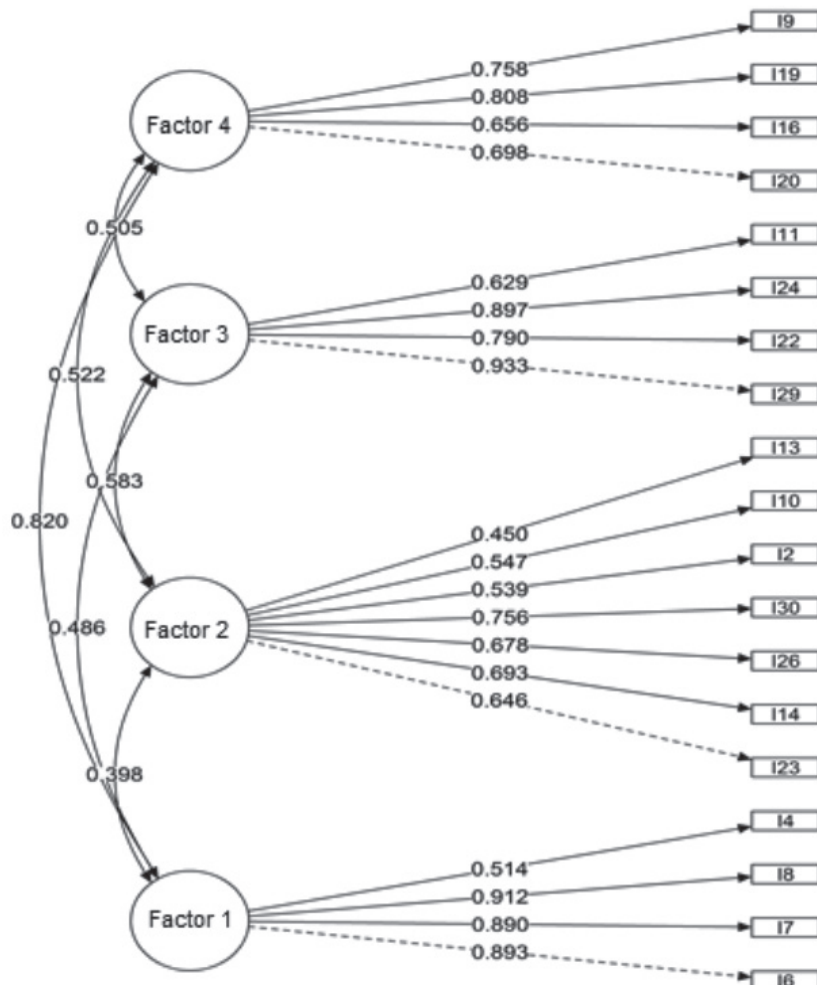 I9
0.758
I19
0.808
Factor 4
I16
0.656
0.698
I20
0.505
I11
0.629
I24
0.897
Factor 3
I22
0.790
0.933
I29
0.522
I13
0.583
I10
0.820
0.450
0.547
I2
0.539
I30
0.756
Factor 2
0.486
0.678
I26
0.693
0.646
I14
I23
0.398
I4
0.514
I8
0.912
Factor 1
I7
0.890
0.893
I6